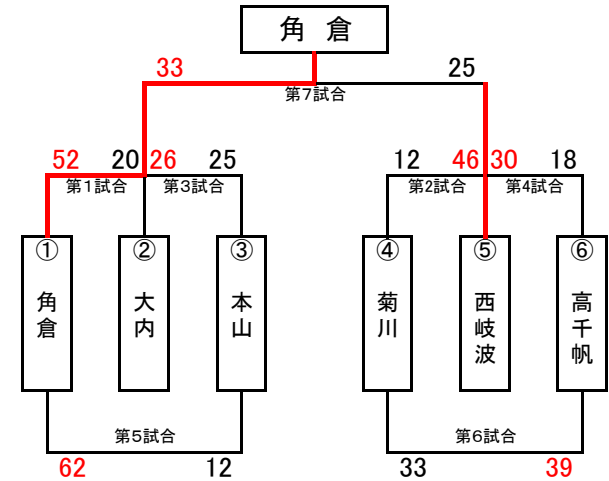 角倉
33 25
第7試合
52 20 26 25 12 46 30 18
第1試合 第3試合 第2試合 第4試合
① ② ③ ④ ⑤ ⑥
角倉 大内 本山 菊川 西岐波 高千帆
第5試合 第6試合
62 12 33 39